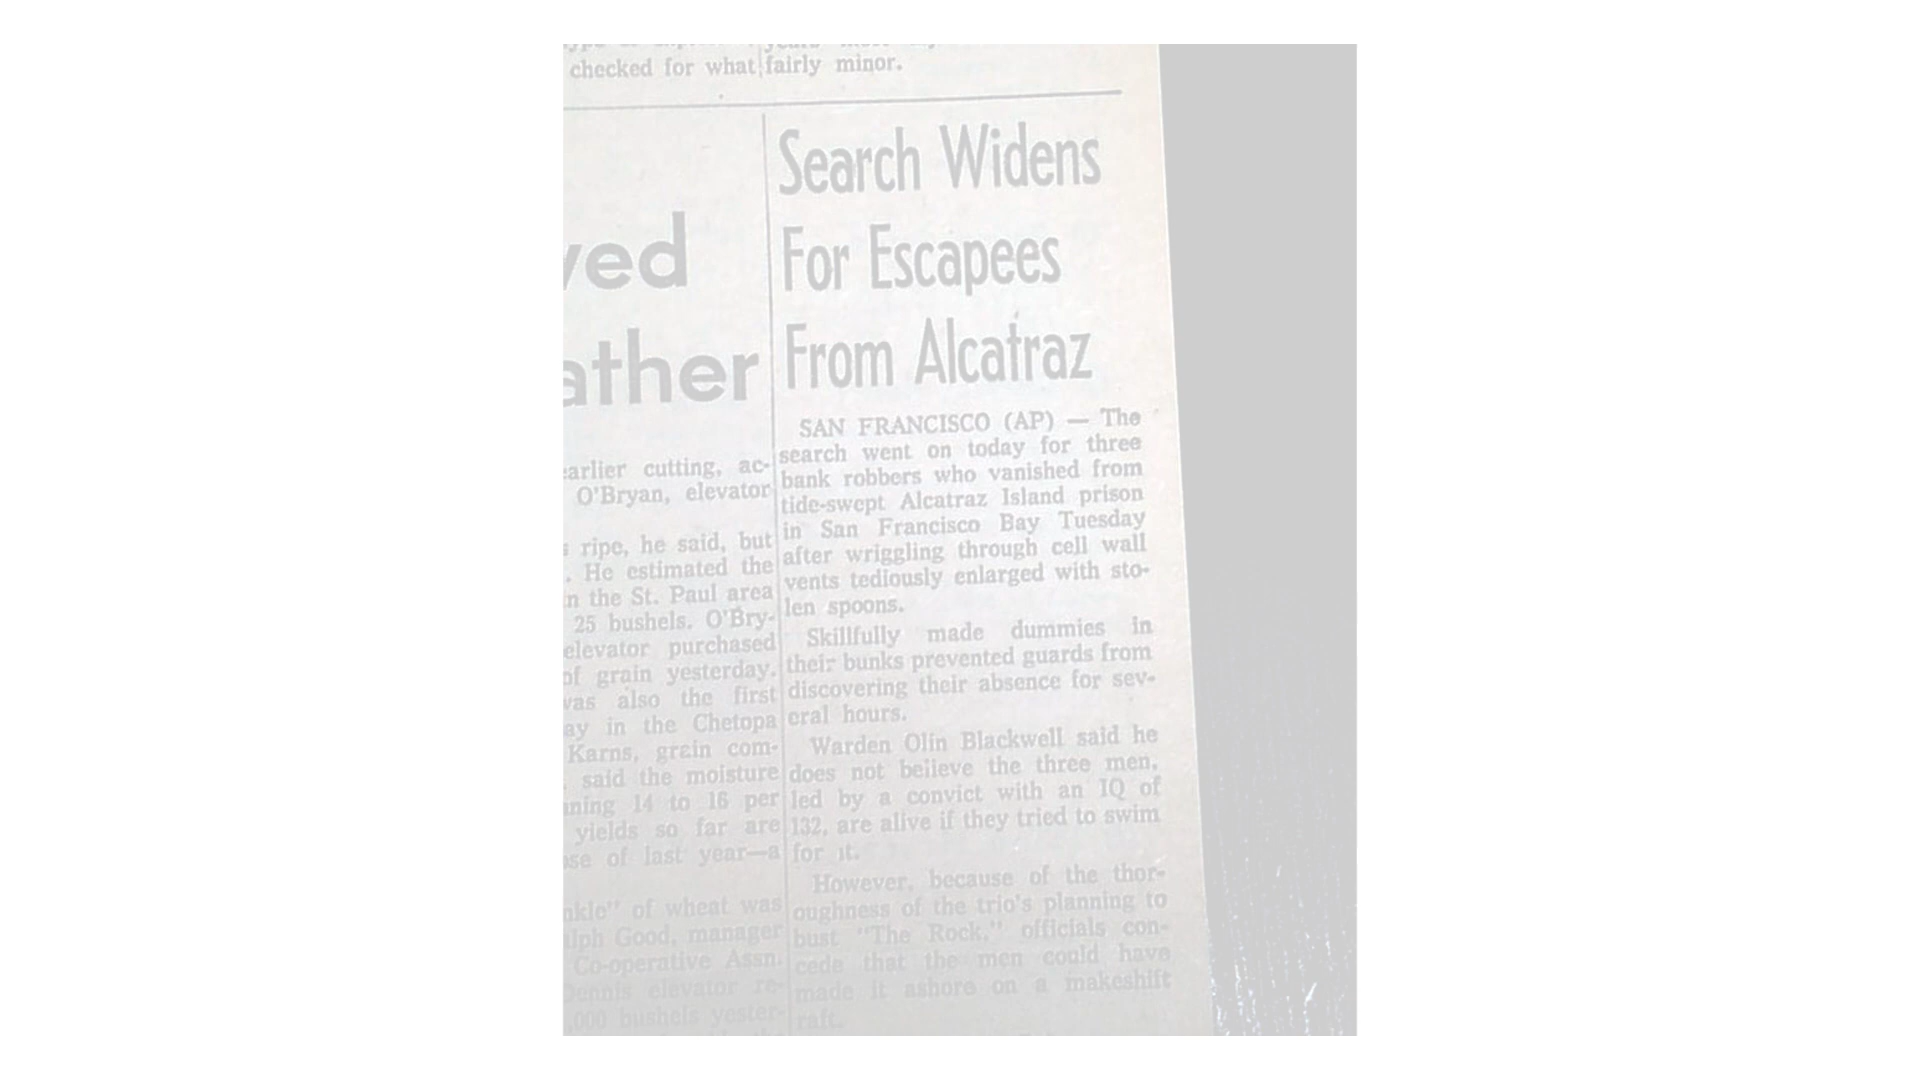 checked for what
fairly minor.
ved
ather
earlier cutting, ac-
O'Bryan, elevator
ripe, he said, but
. He estimated the
n the St. Paul area
25 bushels. O'Bry-
elevator purchased
of grain yesterday.
was also the first
ay in the Chetopa
Karns, grain com-
said the moisture
ning 14 to 16 per
yields so far are
of last year—a
of wheat was
Good, manager
Co-operative Assn.
Dennis elevator re-
,000 bushels yester-
Search Widens
For Escapees
From Alcatraz
SAN FRANCISCO (AP) — The
search went on today for three
bank robbers who vanished from
tide-swept Alcatraz Island prison
in San Francisco Bay Tuesday
after wriggling through cell wall
vents tediously enlarged with sto-
len spoons.
Skillfully made dummies in
their bunks prevented guards from
discovering their absence for sev-
eral hours.
Warden Olin Blackwell said he
does not believe the three men,
led by a convict with an IQ of
132, are alive if they tried to swim
for it.
However, because of the thor-
oughness of the trio's planning to
bust "The Rock," officials con-
cede that the men could have
made it ashore on a makeshift
raft.